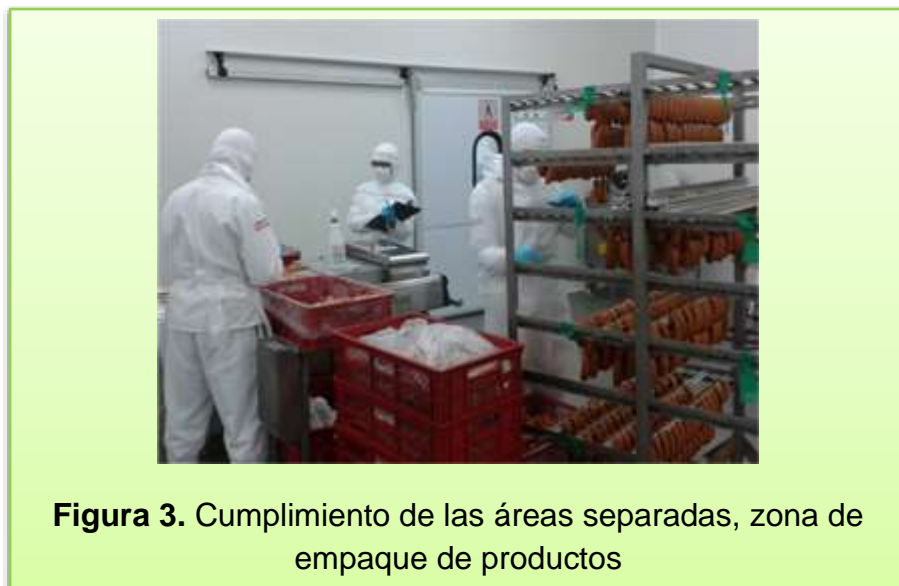 Figura 3. Cumplimiento de las áreas separadas, zona de
empaque de productos